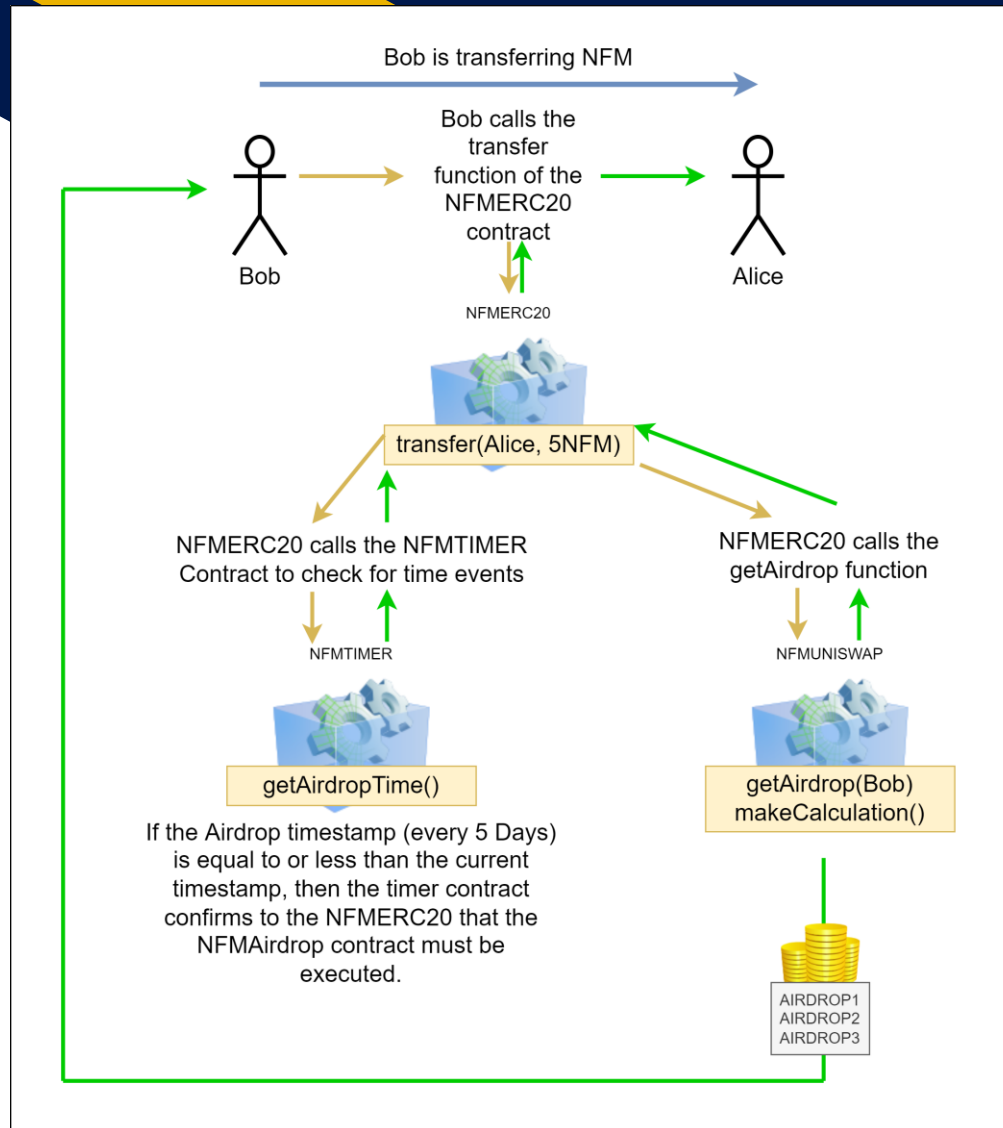 Bob is transferring NFM
Bob calls the
transfer
function of the
NFMERC20
contract
Bob
Alice
NFMERC20
transfer(Alice, 5NFM)
NFMERC20 calls the NFMTIMER
Contract to check for time events
NFMERC20 calls the
getAirdrop function
NFMTIMER
NFMUNISWAP
getAirdropTime()
getAirdrop(Bob)
makeCalculation()
If the Airdrop timestamp (every 5 Days)
is equal to or less than the current
timestamp, then the timer contract
confirms to the NFMERC20 that the
NFMAirdrop contract must be
executed.
AIRDROP1
AIRDROP2
AIRDROP3